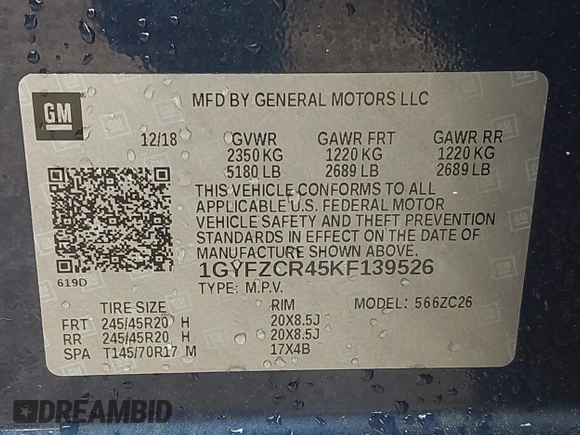 GM
MFD BY GENERAL MOTORS LLC
12/18 GVWR GAWR FRT GAWR RR
2350 KG 1220 KG 1220 KG
5180 LB 2689 LB 2689 LB
THIS VEHICLE CONFORMS TO ALL
APPLICABLE U.S. FEDERAL MOTOR
VEHICLE SAFETY AND THEFT PREVENTION
STANDARDS IN EFFECT ON THE DATE OF
MANUFACTURE SHOWN ABOVE.
619D 1GYFZCR45KF139526
TYPE: M.P.V. MODEL: 566ZC26
TIRE SIZE RIM
FRT 245/45R20 H 20X8.5J
RR 245/45R20 H 20X8.5J
SPA T145/70R17 M 17X4B
DREAMBID